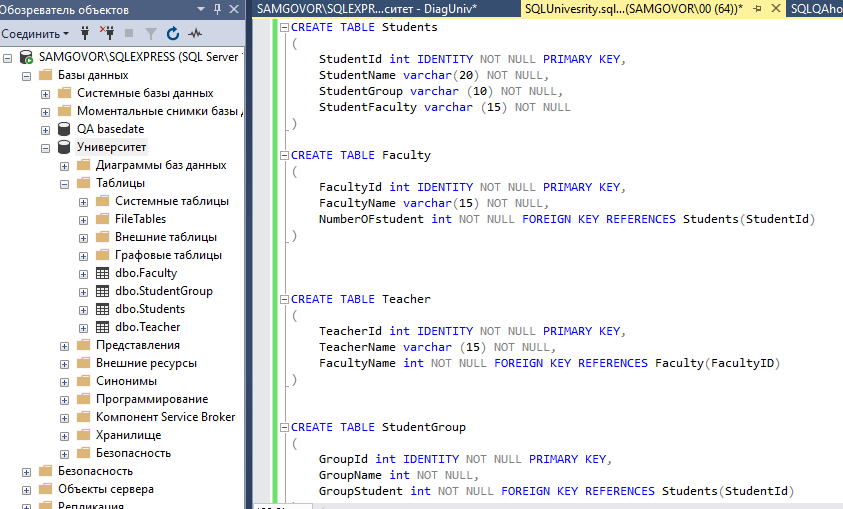 Обозреватель объектов
Соединить
SAMGOVOR\SQLEXPRESS (SQL Server
Базы данных
Системные базы данных
Моментальные снимки базы
QA basedate
Университет
Диаграммы баз данных
Таблицы
Системные таблицы
FileTables
Внешние таблицы
Графовые таблицы
dbo.Faculty
dbo.StudentGroup
dbo.Students
dbo.Teacher
Представления
Внешние ресурсы
Синонимы
Программирование
Компонент Service Broker
Хранилище
Безопасность
Безопасность
Объекты сервера
Репликация
SAMGOVOR\SQLEXPR...ситет - DiagUniv*
SQLUnivesrity.sql...(SAMGOVOR\00 (64))*
SQLQAho
CREATE TABLE Students
(
StudentId int IDENTITY NOT NULL PRIMARY KEY,
StudentName varchar(20) NOT NULL,
StudentGroup varchar (10) NOT NULL,
StudentFaculty varchar (15) NOT NULL
)
CREATE TABLE Faculty
(
FacultyId int IDENTITY NOT NULL PRIMARY KEY,
FacultyName varchar(15) NOT NULL,
NumberOFstudent int NOT NULL FOREIGN KEY REFERENCES Students(StudentId)
)
CREATE TABLE Teacher
(
TeacherId int IDENTITY NOT NULL PRIMARY KEY,
TeacherName varchar (15) NOT NULL,
FacultyName int NOT NULL FOREIGN KEY REFERENCES Faculty(FacultyID)
)
CREATE TABLE StudentGroup
(
GroupId int IDENTITY NOT NULL PRIMARY KEY,
GroupName int NOT NULL,
GroupStudent int NOT NULL FOREIGN KEY REFERENCES Students(StudentId)